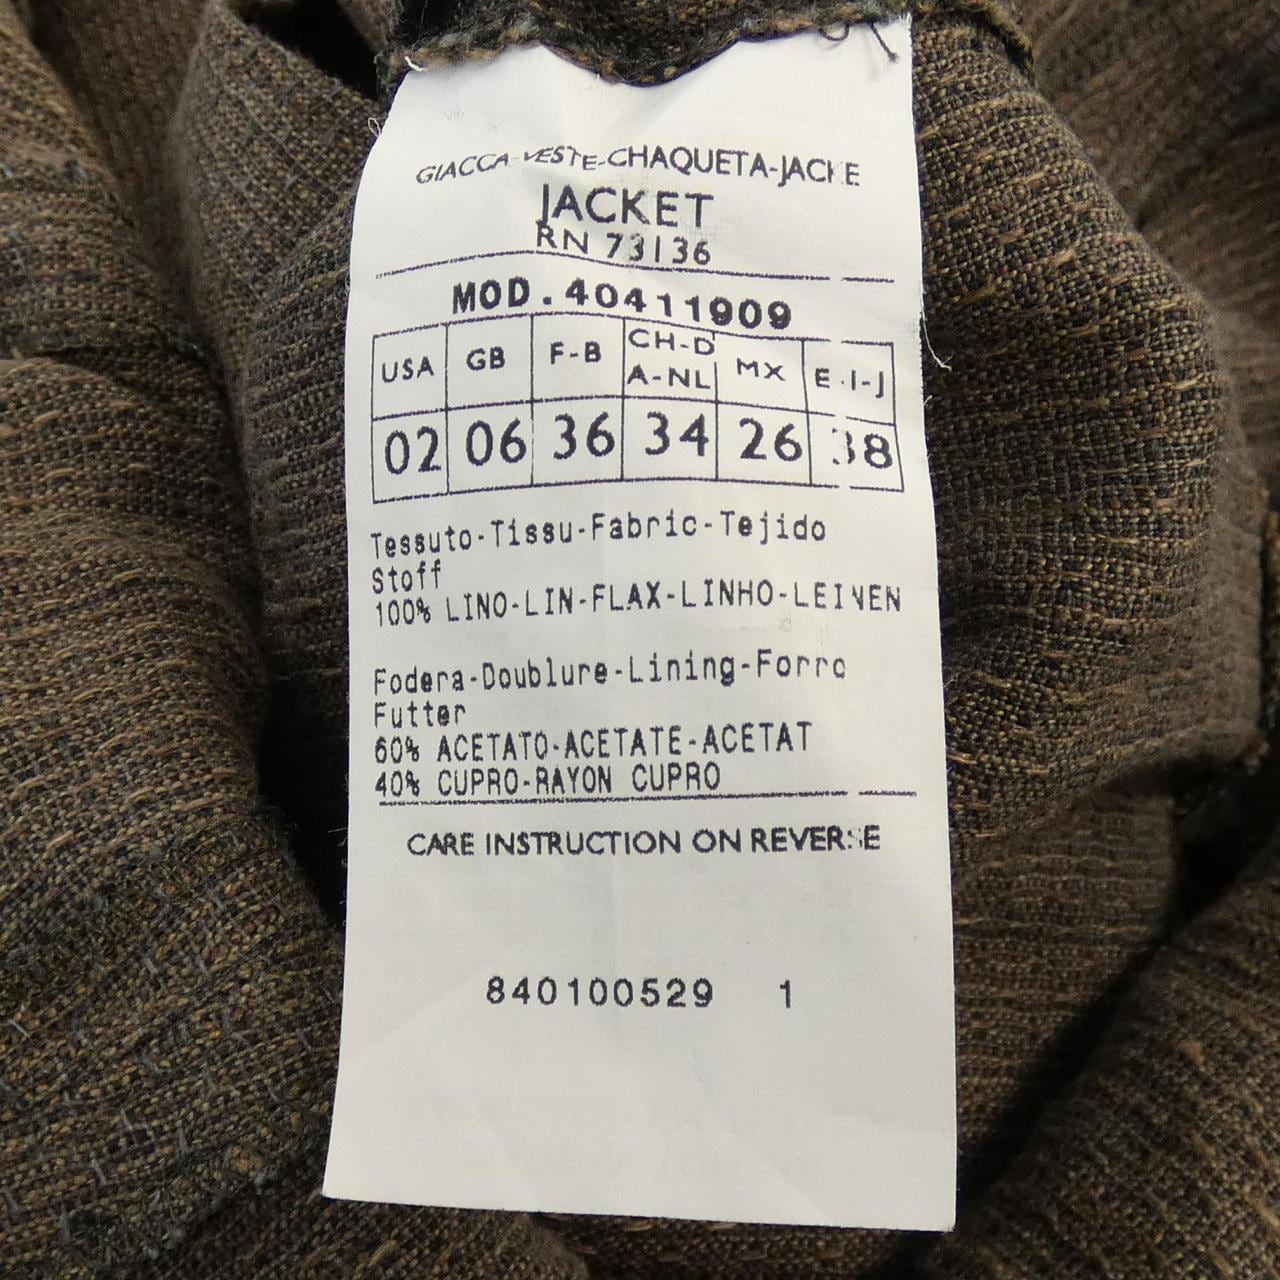 GIACCA-VESTE-CHAQUETA-JACKE
JACKET
RN 73136
MOD.40411909
USA GB F-B CH-D A-NL MX E-I-J
02 06 36 34 26 38
Tessuto-Tissu-Fabric-Tejido
Stoff
100% LINO-LIN-FLAX-LINHO-LEINEN
Fodera-Doublure-Lining-Forro
Futter
60% ACETATO-ACETATE-ACETAT
40% CUPRO-RAYON CUPRO
CARE INSTRUCTION ON REVERSE
840100529 1